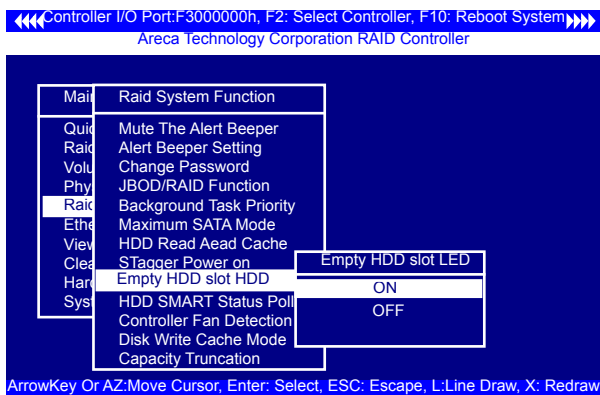 Controller I/O Port:F3000000h, F2: Select Controller, F10: Reboot System
Areca Technology Corporation RAID Controller
Mai
Quic
Raid
Volu
Phy
Raid
Ethe
View
Clea
Hard
Syst
Raid System Function
Mute The Alert Beeper
Alert Beeper Setting
Change Password
JBOD/RAID Function
Background Task Priority
Maximum SATA Mode
HDD Read Aead Cache
STagger Power on
Empty HDD slot HDD
HDD SMART Status Poll
Controller Fan Detection
Disk Write Cache Mode
Capacity Truncation
Empty HDD slot LED
ON
OFF
ArrowKey Or AZ:Move Cursor, Enter: Select, ESC: Escape, L:Line Draw, X: Redraw